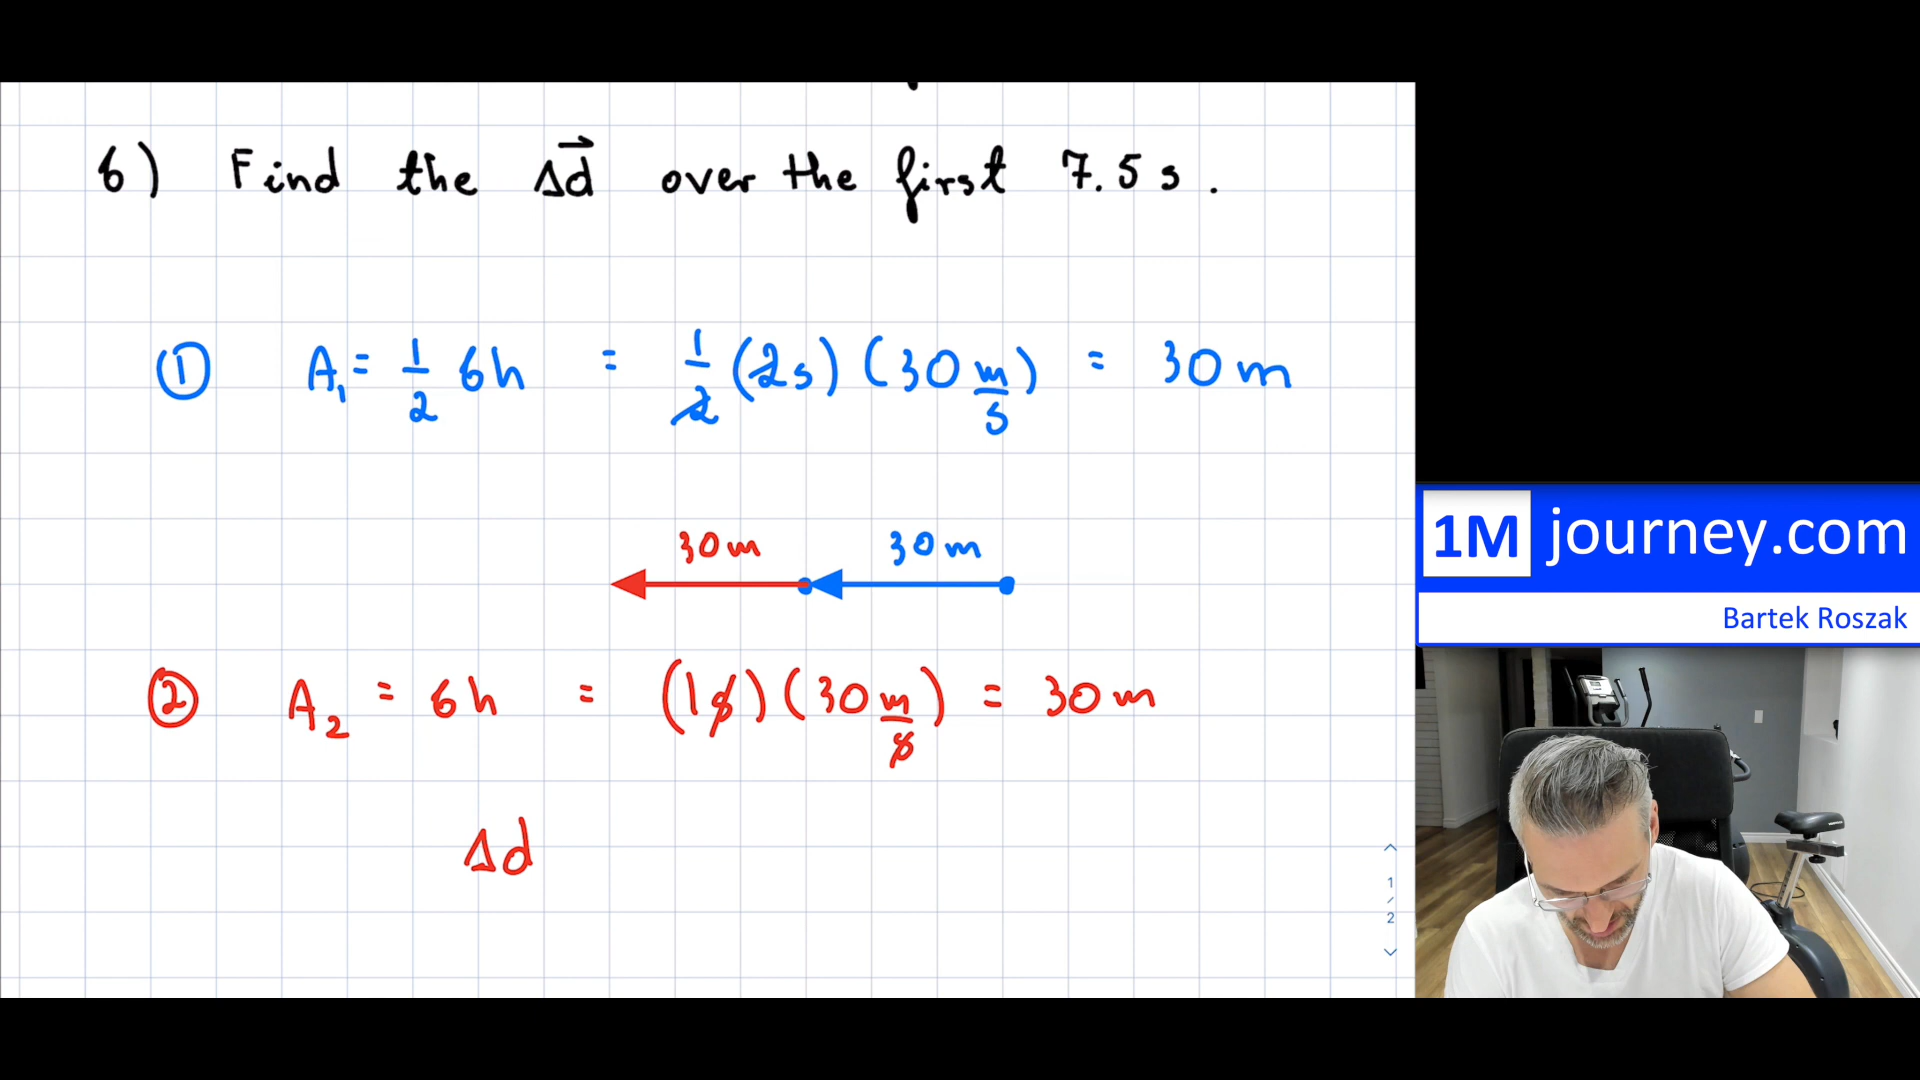 6) Find the Δd⃗ over the first 7.5 s.
① A₁ = 1/2 bh = 1/2 (2s) (30 m/s) = 30 m
30 m 30 m
② A₂ = bh = (1s) (30 m/s) = 30 m
Δd
1
/
2
1M journey.com
Bartek Roszak